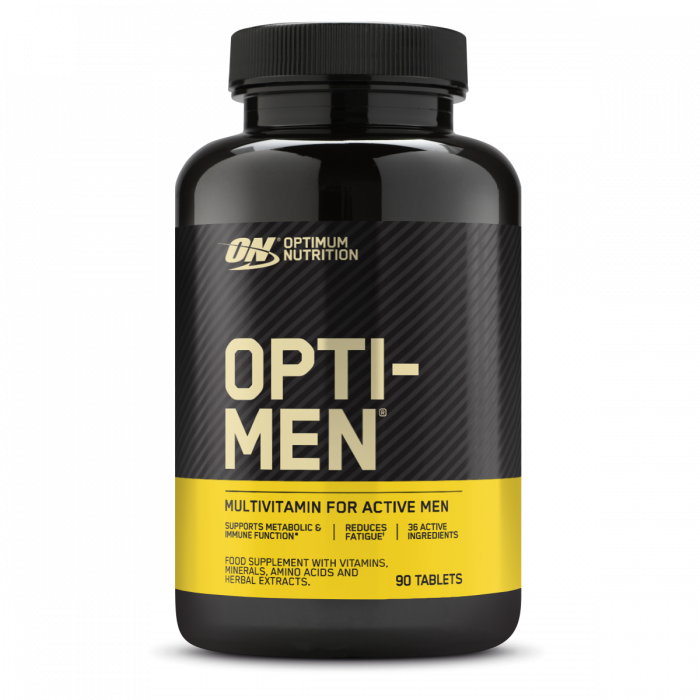 ON® OPTIMUM
NUTRITION
OPTI-
MEN®
MULTIVITAMIN FOR ACTIVE MEN
SUPPORTS METABOLIC &
IMMUNE FUNCTION*
REDUCES
FATIGUE†
36 ACTIVE
INGREDIENTS
FOOD SUPPLEMENT WITH VITAMINS,
MINERALS, AMINO ACIDS AND
HERBAL EXTRACTS.
90 TABLETS